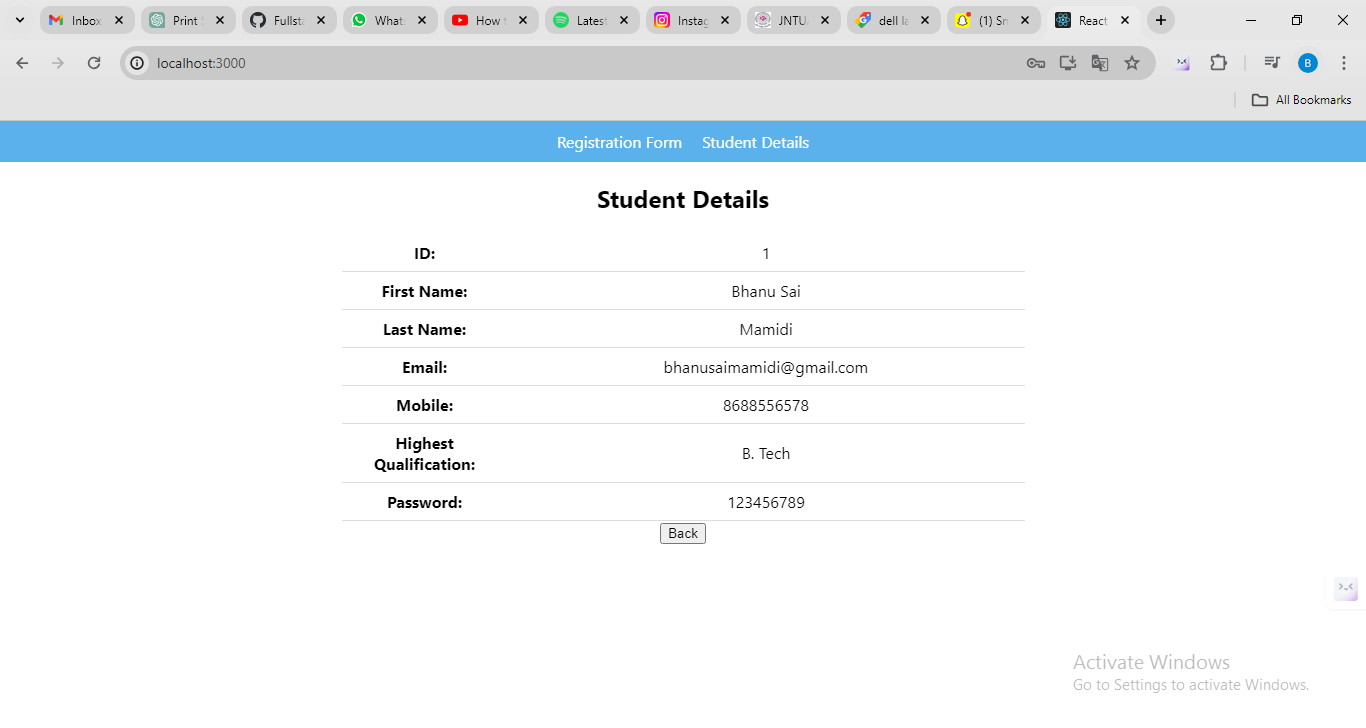 Inbox
Print
Fullsta
What
How
Latest
Instag
JNTU
dell la
(1) Sn
React
localhost:3000
B
All Bookmarks
Registration Form Student Details
Student Details
ID: 1
First Name: Bhanu Sai
Last Name: Mamidi
Email: bhanusaimamidi@gmail.com
Mobile: 8688556578
Highest
Qualification: B. Tech
Password: 123456789
Back
Activate Windows
Go to Settings to activate Windows.